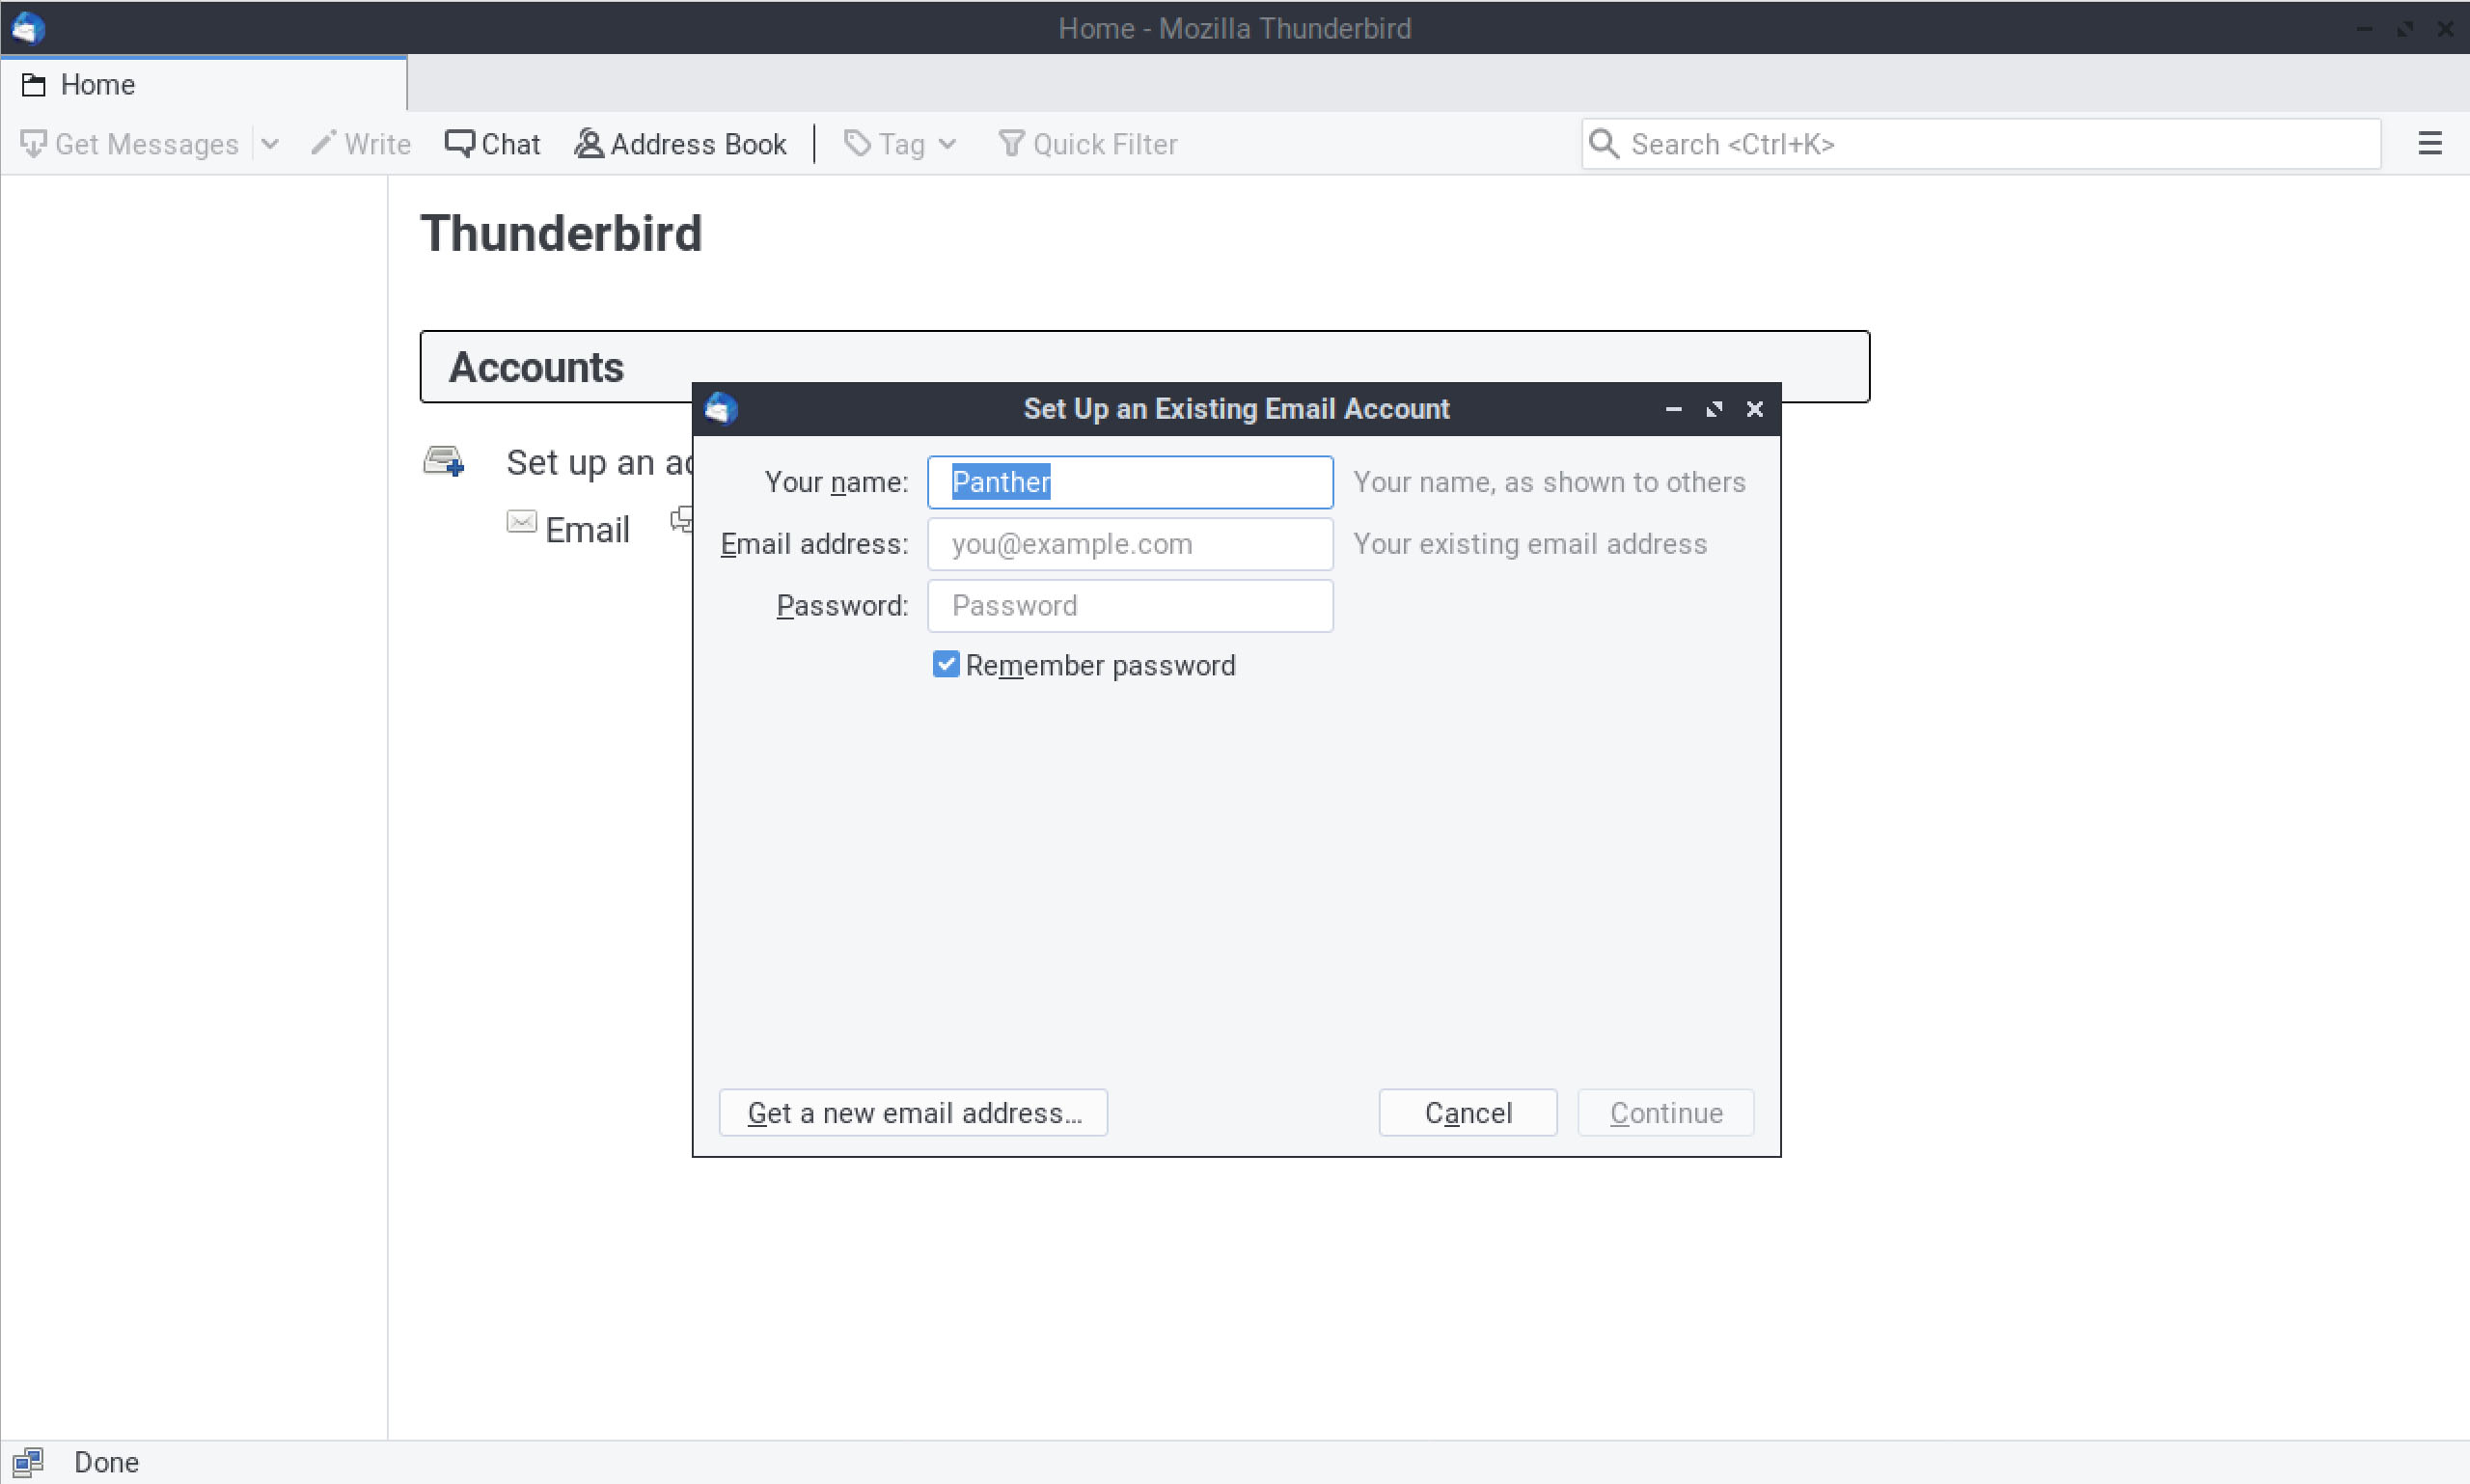 Home - Mozilla Thunderbird
Home
Get Messages Write Chat Address Book Tag Quick Filter Search <Ctrl+K>
Thunderbird
Accounts
Set up an
Email
Set Up an Existing Email Account
Your name: Panther Your name, as shown to others
Email address: you@example.com Your existing email address
Password: Password
Remember password
Get a new email address... Cancel Continue
Done